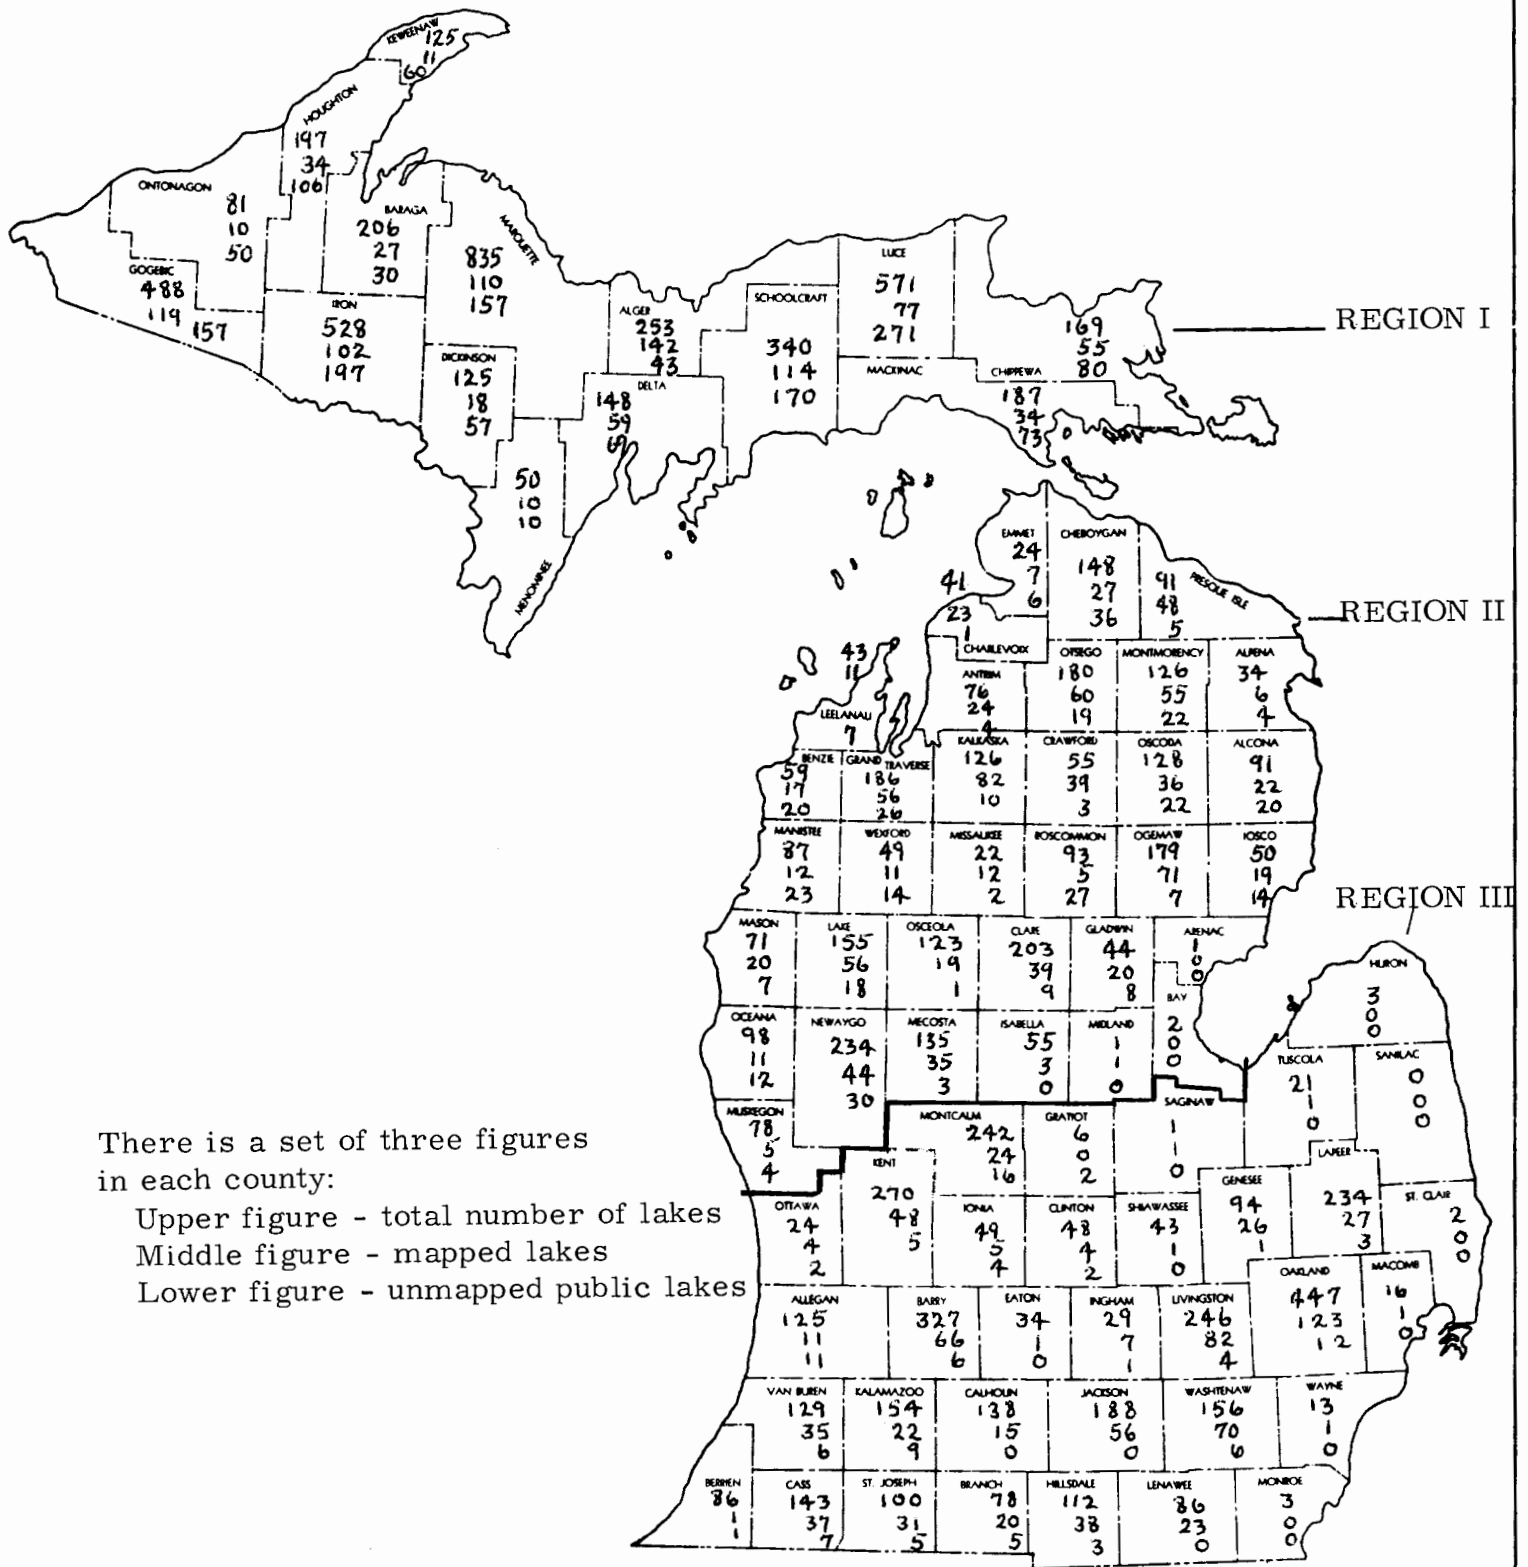 KEWEENAW
125
11
60
HOUGHTON
197
34
106
ONTONAGON
81
10
50
BARAGA
206
27
30
MARQUETTE
835
110
157
GOGEBIC
488
119 157
IRON
528
102
197
DICKINSON
125
18
57
ALGER
253
142
43
DELTA
148
59
SCHOOLCRAFT
340
114
170
LUCE
571
77
271
MACKINAC
CHIPPEWA
169
55
80
187
34
73
REGION I
50
10
10
MENOMINEE
EMMET
24
7
6
CHEBOYGAN
148
27
36
PRESQUE ISLE
91
48
5
REGION II
41
23
1
CHARLEVOIX
43
11
LEELANAU
7
ANTRIM
76
24
4
OTSEGO
180
60
19
MONTMORENCY
126
55
22
ALPENA
34
6
4
BENZIE
59
17
20
GRAND TRAVERSE
186
56
26
KALKASKA
126
82
10
CRAWFORD
55
39
3
OSCODA
128
36
22
ALCONA
91
22
20
MANISTEE
87
12
23
WEXFORD
49
11
14
MISSAUKEE
22
12
2
ROSCOMMON
93
5
27
OGEMAW
179
71
7
IOSCO
50
19
14
REGION III
MASON
71
20
7
LAKE
155
56
18
OSCEOLA
123
19
1
CLARE
203
39
9
GLADWIN
44
20
8
ARENAC
1
0
0
HURON
3
0
0
OCEANA
98
11
12
NEWAYGO
234
44
30
MECOSTA
135
35
3
ISABELLA
55
3
0
MIDLAND
1
1
0
BAY
2
0
0
TUSCOLA
21
1
0
SANILAC
0
0
0
MUSKEGON
78
5
4
MONTCALM
242
24
16
GRATIOT
6
0
2
SAGINAW
1
1
0
There is a set of three figures
in each county:
Upper figure - total number of lakes
Middle figure - mapped lakes
Lower figure - unmapped public lakes
OTTAWA
24
4
2
KENT
270
48
5
IONIA
49
5
4
CLINTON
48
4
2
SHIAWASSEE
43
1
0
GENESEE
94
26
1
LAPEER
234
27
3
ST. CLAIR
2
0
0
ALLEGAN
125
11
11
BARRY
327
66
6
EATON
34
1
0
INGHAM
29
7
1
LIVINGSTON
246
82
4
OAKLAND
447
123
12
MACOMB
16
1
0
VAN BUREN
129
35
6
KALAMAZOO
154
22
9
CALHOUN
138
15
0
JACKSON
188
56
0
WASHTENAW
156
70
6
WAYNE
13
1
0
BERRIEN
86
1
1
CASS
143
37
7
ST. JOSEPH
100
31
5
BRANCH
78
20
5
HILLSDALE
112
38
3
LENAWEE
86
23
0
MONROE
3
0
0